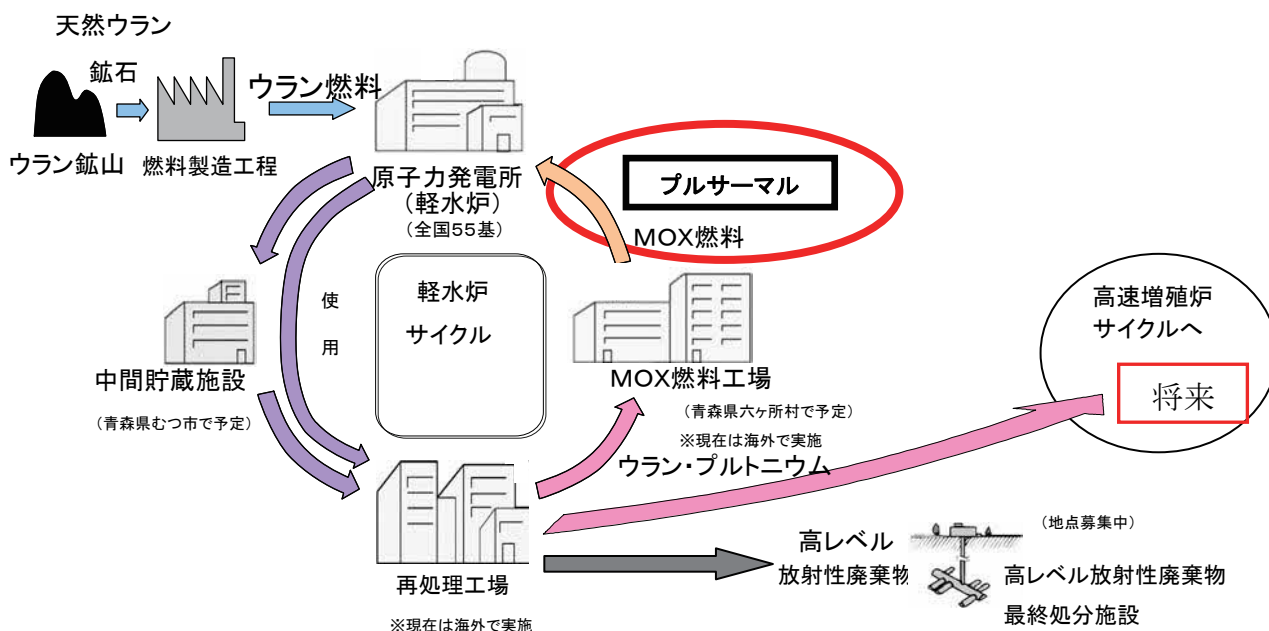 天然ウラン
鉱石
ウラン燃料
ウラン鉱山
燃料製造工程
原子力発電所
(軽水炉)
(全国55基)
プルサーマル
MOX燃料
使
用
軽水炉
サイクル
高速増殖炉
サイクルへ
将来
中間貯蔵施設
(青森県むつ市で予定)
MOX燃料工場
(青森県六ヶ所村で予定)
※現在は海外で実施
ウラン・プルトニウム
再処理工場
※現在は海外で実施
高レベル
放射性廃棄物
(地点募集中)
高レベル放射性廃棄物
最終処分施設